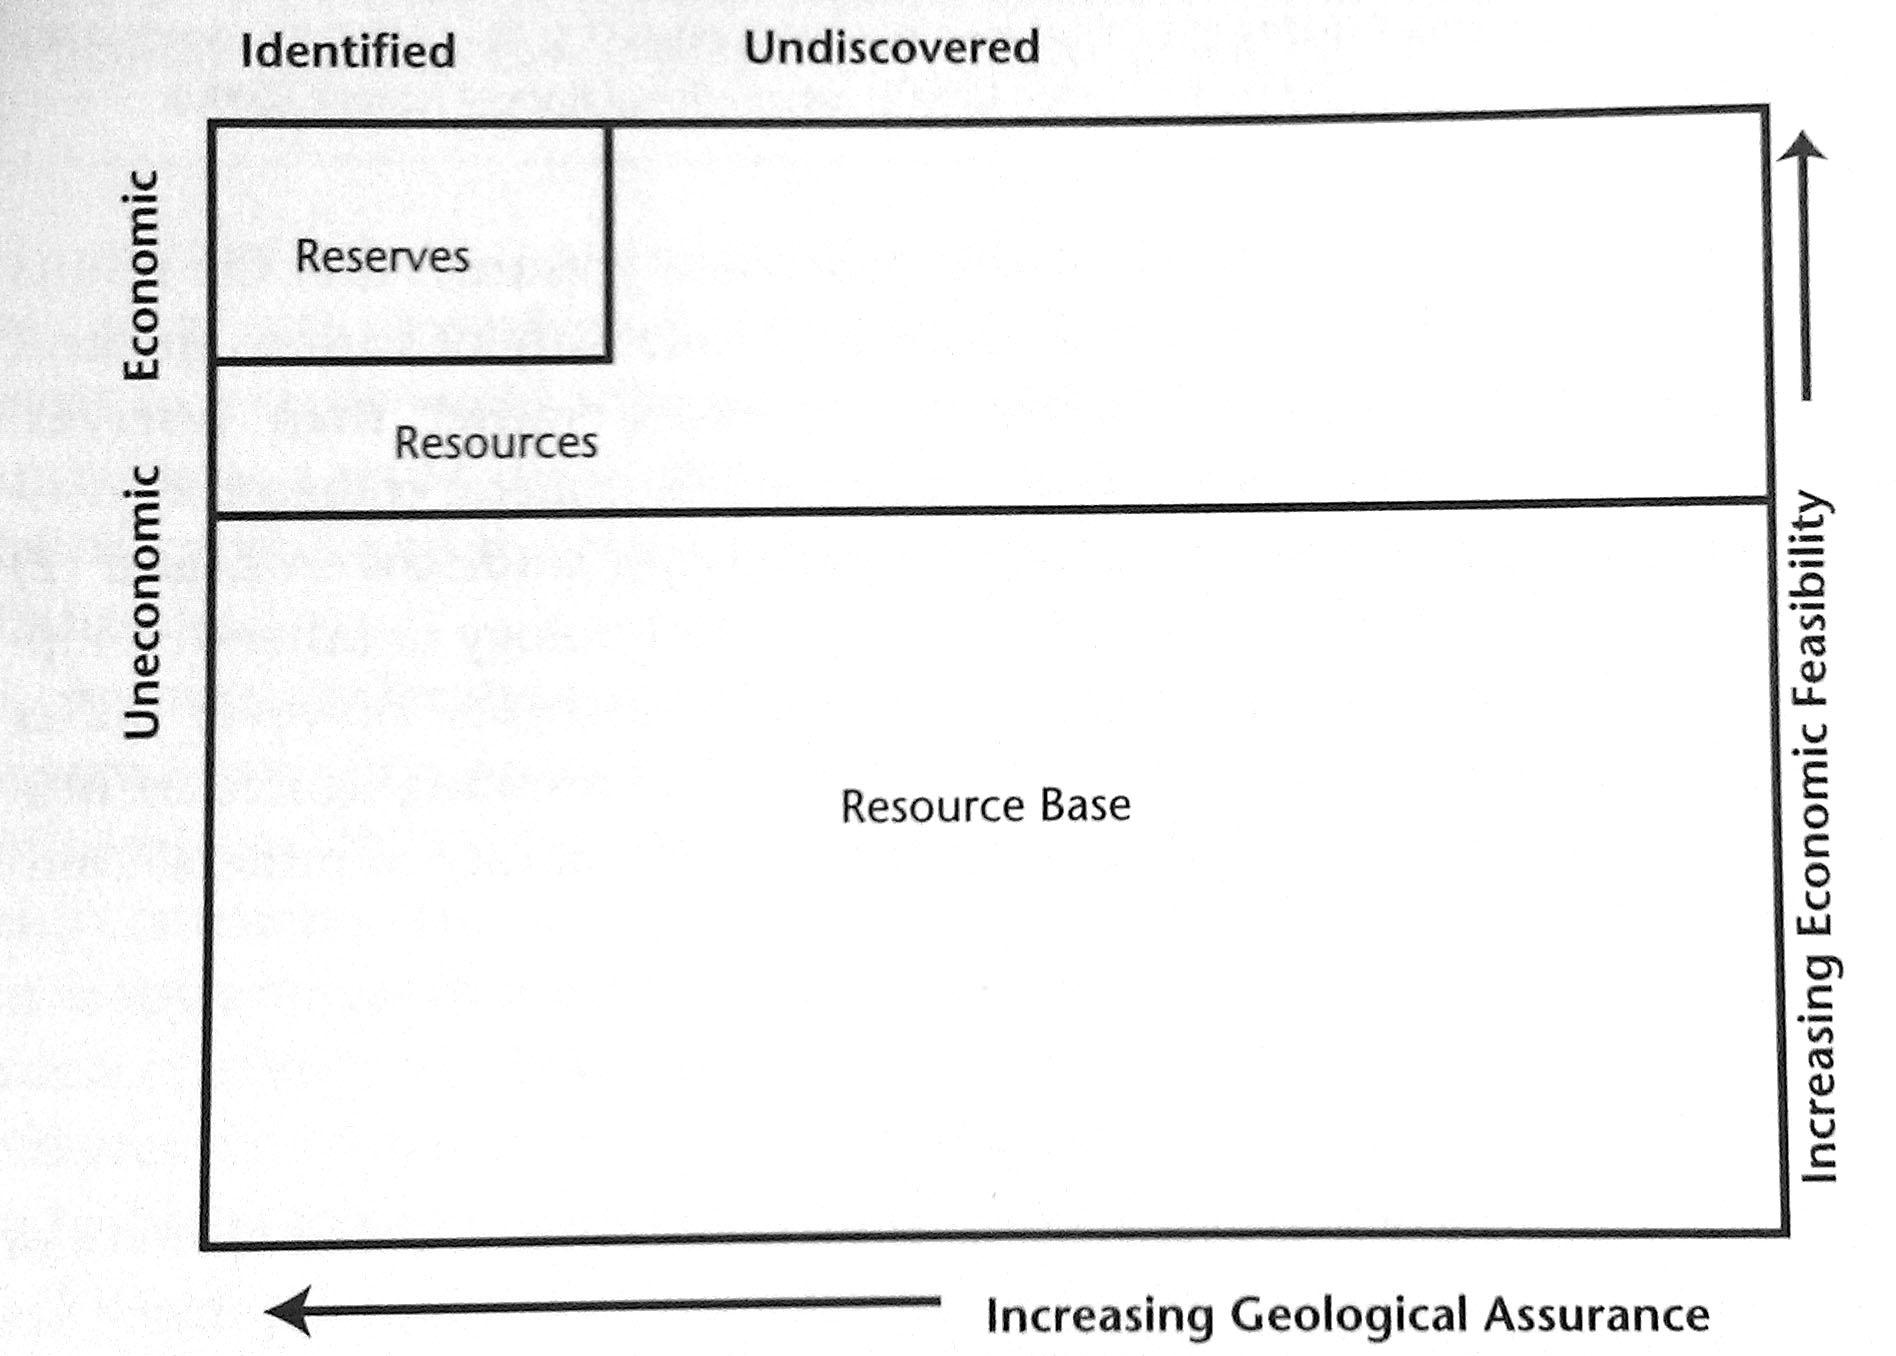 Identified
Undiscovered
Economic
Reserves
Resources
Uneconomic
Resource Base
Increasing Economic Feasibility
Increasing Geological Assurance